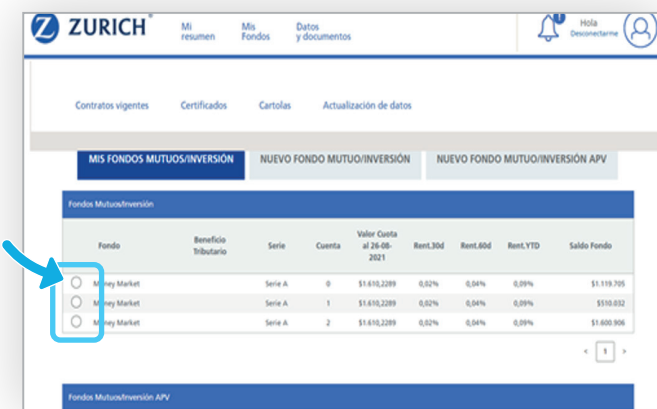 ZURICH
Mi resumen
Mis Fondos
Datos y documentos
Hola
Desconectarme
Contratos vigentes Certificados Cartolas Actualización de datos
MIS FONDOS MUTUOS/INVERSIÓN NUEVO FONDO MUTUO/INVERSIÓN NUEVO FONDO MUTUO/INVERSIÓN APV
Fondos Mutuos/Inversión
Fondo Beneficio Tributario Serie Cuenta Valor Cuota al 26-08-2021 Rent.30d Rent.60d Rent.YTD Saldo Fondo
Money Market Serie A 0 $1.610,2289 0,02% 0,04% 0,09% $1.119.705
Money Market Serie A 1 $1.610,2289 0,02% 0,04% 0,09% $510.032
Money Market Serie A 2 $1.610,2289 0,02% 0,04% 0,09% $1.600.906
< 1 >
Fondos Mutuos/Inversión APV